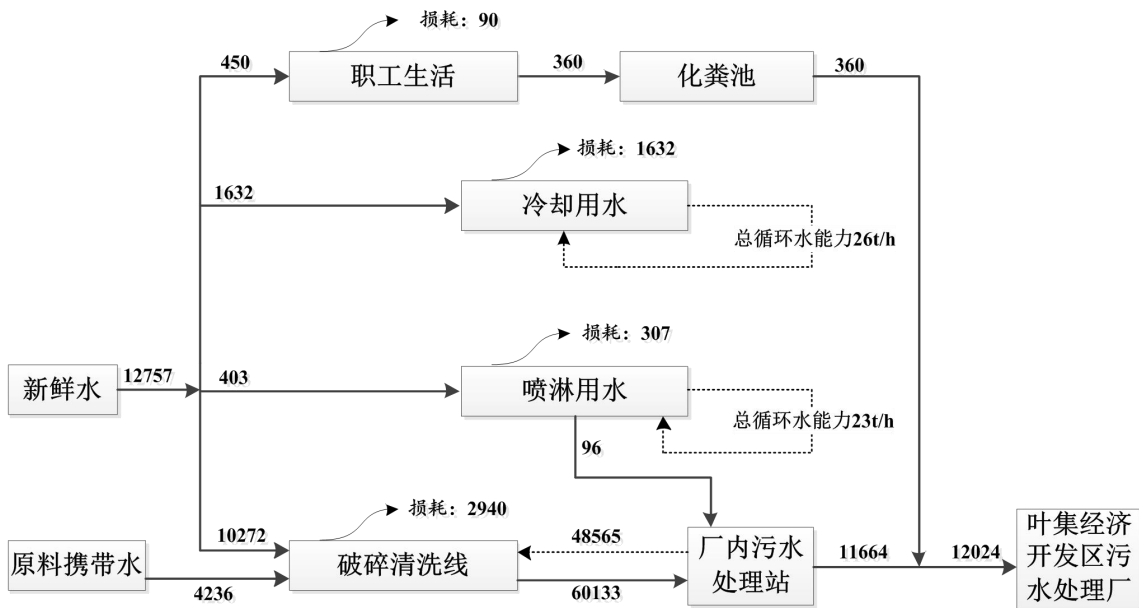 损耗：90
450
职工生活
360
化粪池
360
损耗：1632
1632
冷却用水
总循环水能力26t/h
损耗：307
新鲜水
12757
403
喷淋用水
总循环水能力23t/h
96
损耗：2940
10272
48565
原料携带水
4236
破碎清洗线
60133
厂内污水
处理站
11664
12024
叶集经济
开发区污
水处理厂